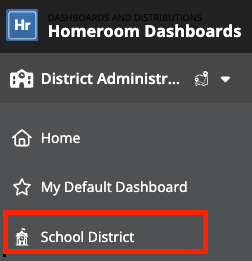 Hr
DASHBOARDS AND DISTRIBUTIONS
Homeroom Dashboards
District Administr...
Home
My Default Dashboard
School District